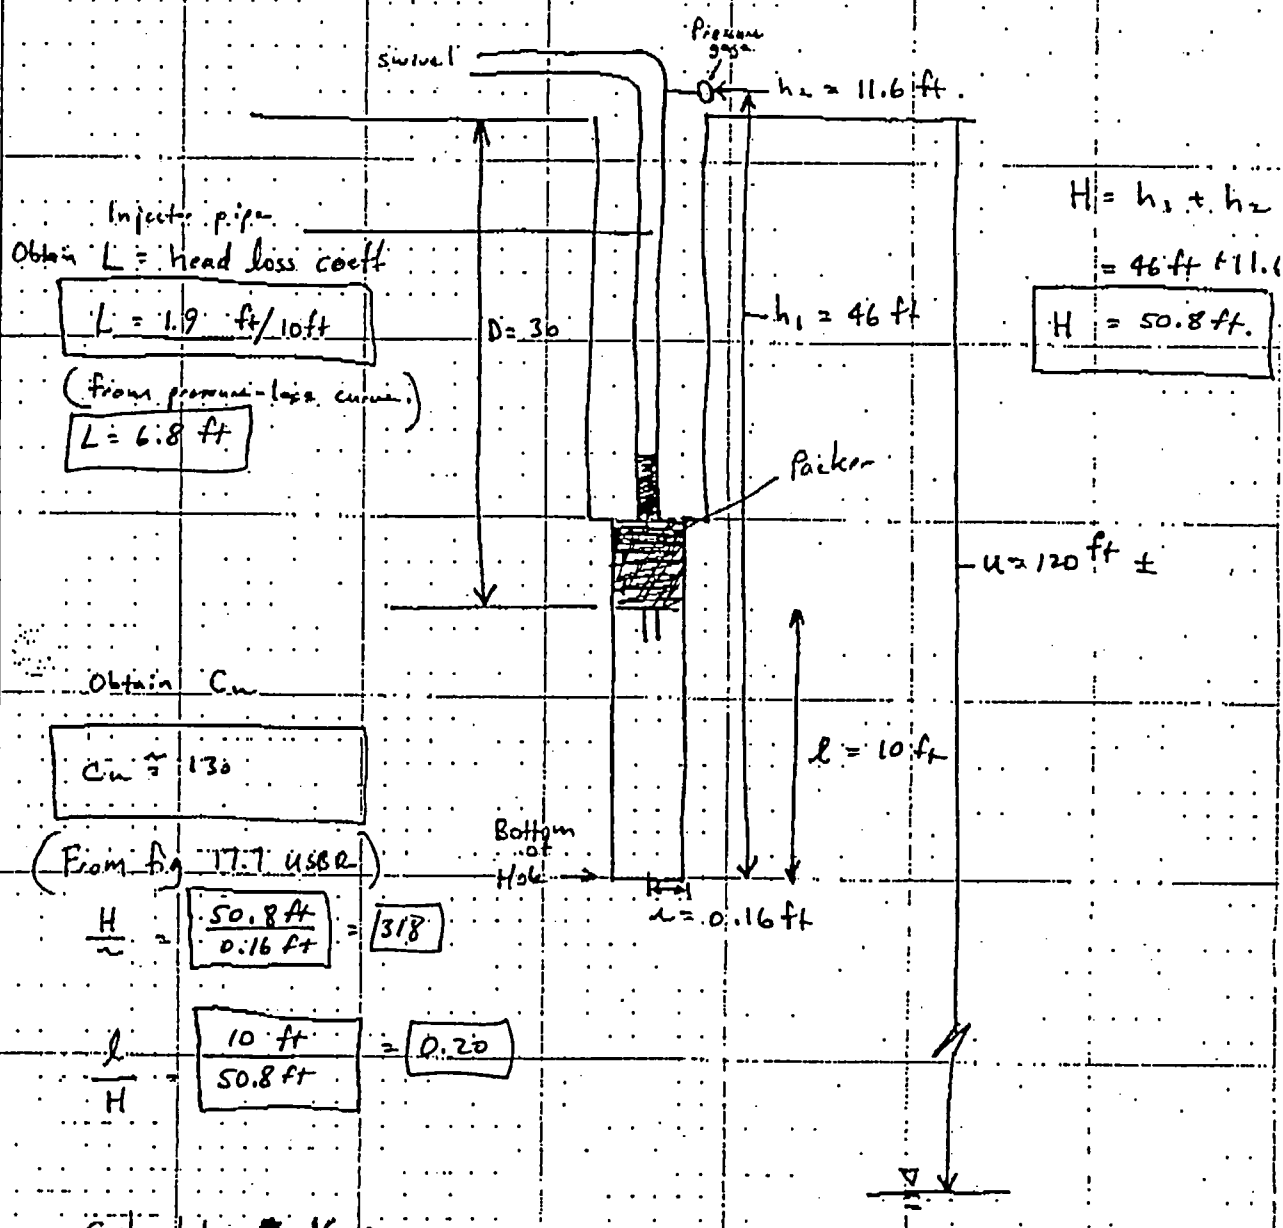 swivel
Pressure
gage
h₂ = 11.6 ft.
H = h₁ + h₂
= 46 ft + 11.6
H = 50.8 ft.
Injector pipe
Obtain L = head loss coeff
L = 1.9 ft/10ft
(from pressure-loss curve.)
L = 6.8 ft
D = 30
h₁ = 46 ft
Packer
u ≈ 120 ft ±
Obtain Cu
Cu ≈ 130
(From fig 17.7 USBR)
H/r = 50.8 ft / 0.16 ft = 318
l = 10 ft
Bottom
of
Hole
r = 0.16 ft
l/H = 10 ft / 50.8 ft = 0.20